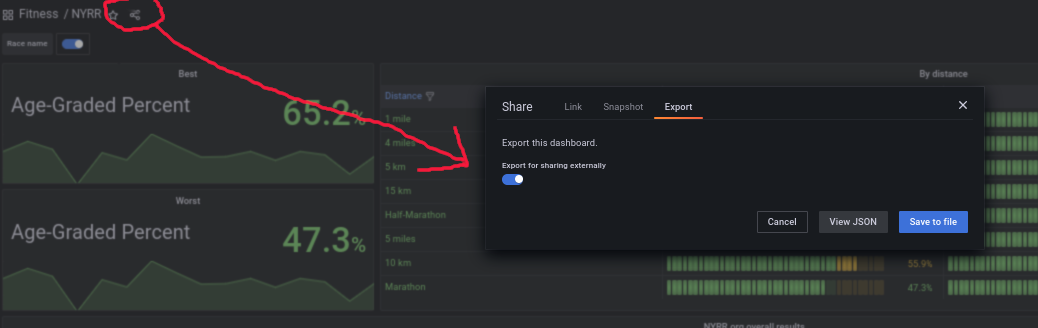 Fitness / NYRR
Race name
Best
Age-Graded Percent
65.2%
Worst
Age-Graded Percent
47.3%
By distance
Distance
1 mile
4 miles
5 km
15 km
Half-Marathon
5 miles
10 km
55.9%
Marathon
47.3%
Share
Link
Snapshot
Export
Export this dashboard.
Export for sharing externally
Cancel
View JSON
Save to file
NYRR.org overall results